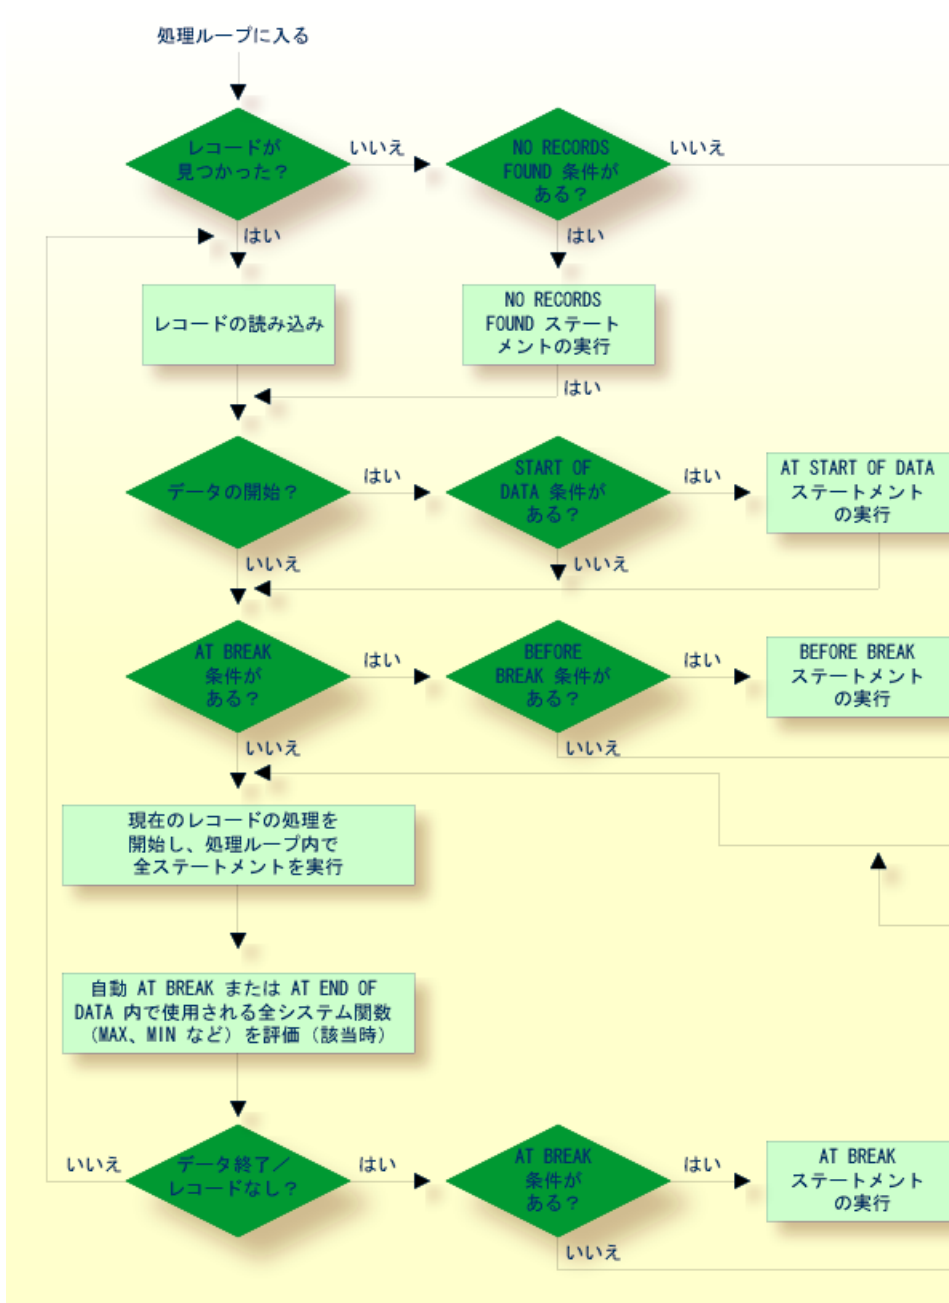 処理ループに入る
レコードが
見つかった？
いいえ
NO RECORDS
FOUND 条件が
ある？
いいえ
はい
はい
レコードの読み込み
NO RECORDS
FOUND ステート
メントの実行
はい
データの開始？
はい
START OF
DATA 条件が
ある？
はい
AT START OF DATA
ステートメント
の実行
いいえ
いいえ
AT BREAK
条件が
ある？
はい
BEFORE
BREAK 条件が
ある？
はい
BEFORE BREAK
ステートメント
の実行
いいえ
いいえ
現在のレコードの処理を
開始し、処理ループ内で
全ステートメントを実行
自動 AT BREAK または AT END OF
DATA 内で使用される全システム関数
（MAX、MIN など）を評価（該当時）
いいえ
データ終了／
レコードなし？
はい
AT BREAK
条件が
ある？
はい
AT BREAK
ステートメント
の実行
いいえ